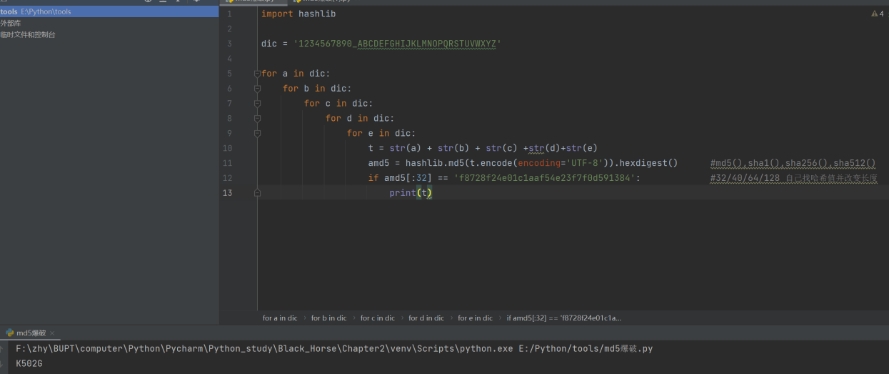 tools E:\Python\tools
外部库
临时文件和控制台
1 import hashlib
2
3 dic = '1234567890_ABCDEFGHIJKLMNOPQRSTUVWXYZ'
4
5 for a in dic:
6 for b in dic:
7 for c in dic:
8 for d in dic:
9 for e in dic:
10 t = str(a) + str(b) + str(c) +str(d)+str(e)
11 amd5 = hashlib.md5(t.encode(encoding='UTF-8')).hexdigest() #md5(),sha1(),sha256(),sha512()
12 if amd5[:32] == 'f8728f24e01c1aaf54e23f7f0d591384': #32/40/64/128 自己找哈希值并改变长度
13 print(t)
4
for a in dic › for b in dic › for c in dic › for d in dic › for e in dic › if amd5[:32] == 'f8728f24e01c1a...
md5爆破 ×
F:\zhy\BUPT\computer\Python\Pycharm\Python_study\Black_Horse\Chapter2\venv\Scripts\python.exe E:/Python/tools/md5爆破.py
K502G